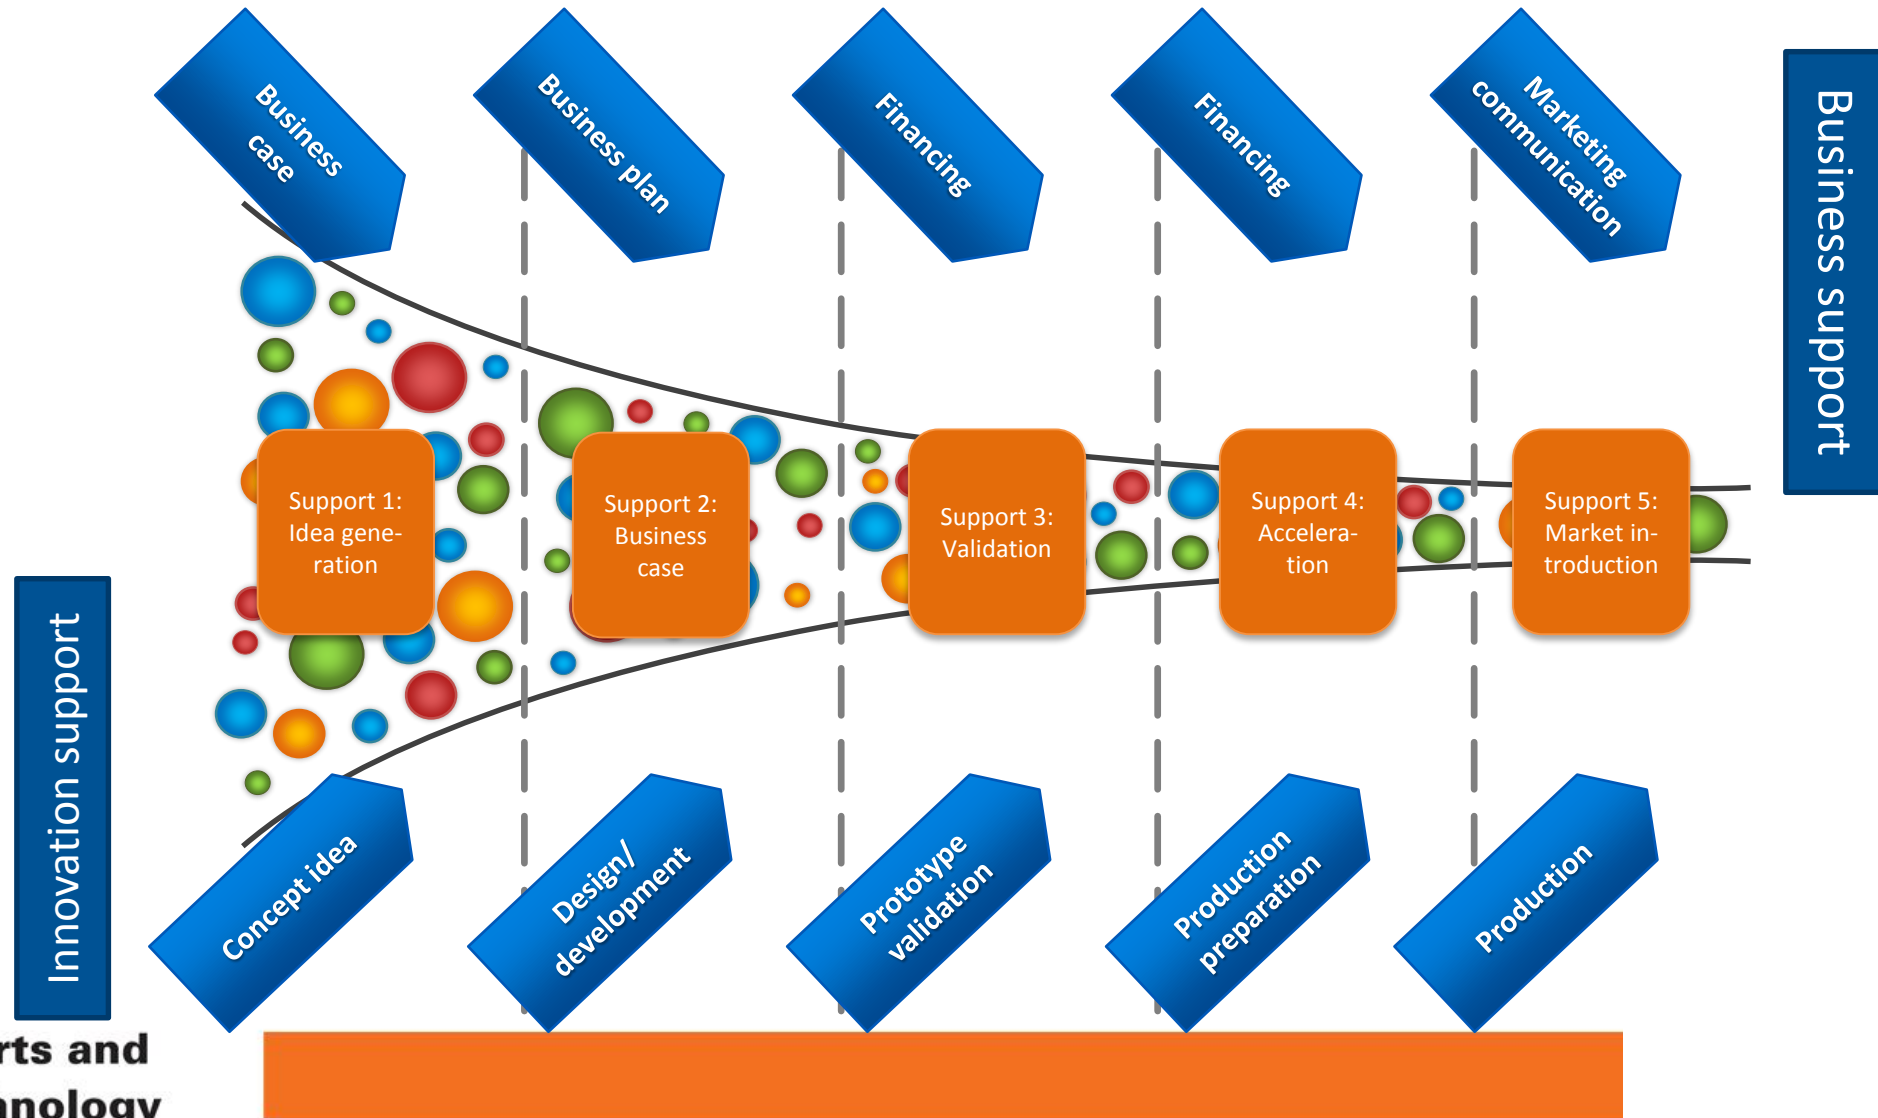 Business
case
Business plan
Financing
Financing
Marketing
communication
Business support
Support 1:
Idea gene-
ration
Support 2:
Business
case
Support 3:
Validation
Support 4:
Accelera-
tion
Support 5:
Market in-
troduction
Innovation support
Concept idea
Design/
development
Prototype
validation
Production
preparation
Production
rts and
hnology